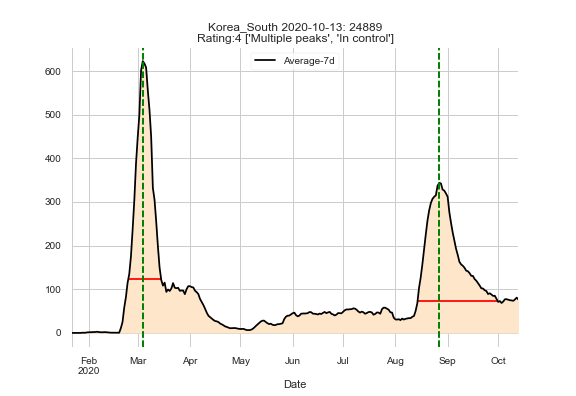 Korea_South 2020-10-13: 24889
Rating:4 ['Multiple peaks', 'In control']
Average-7d
600
500
400
300
200
100
0
Feb Mar Apr May Jun Jul Aug Sep Oct
2020
Date